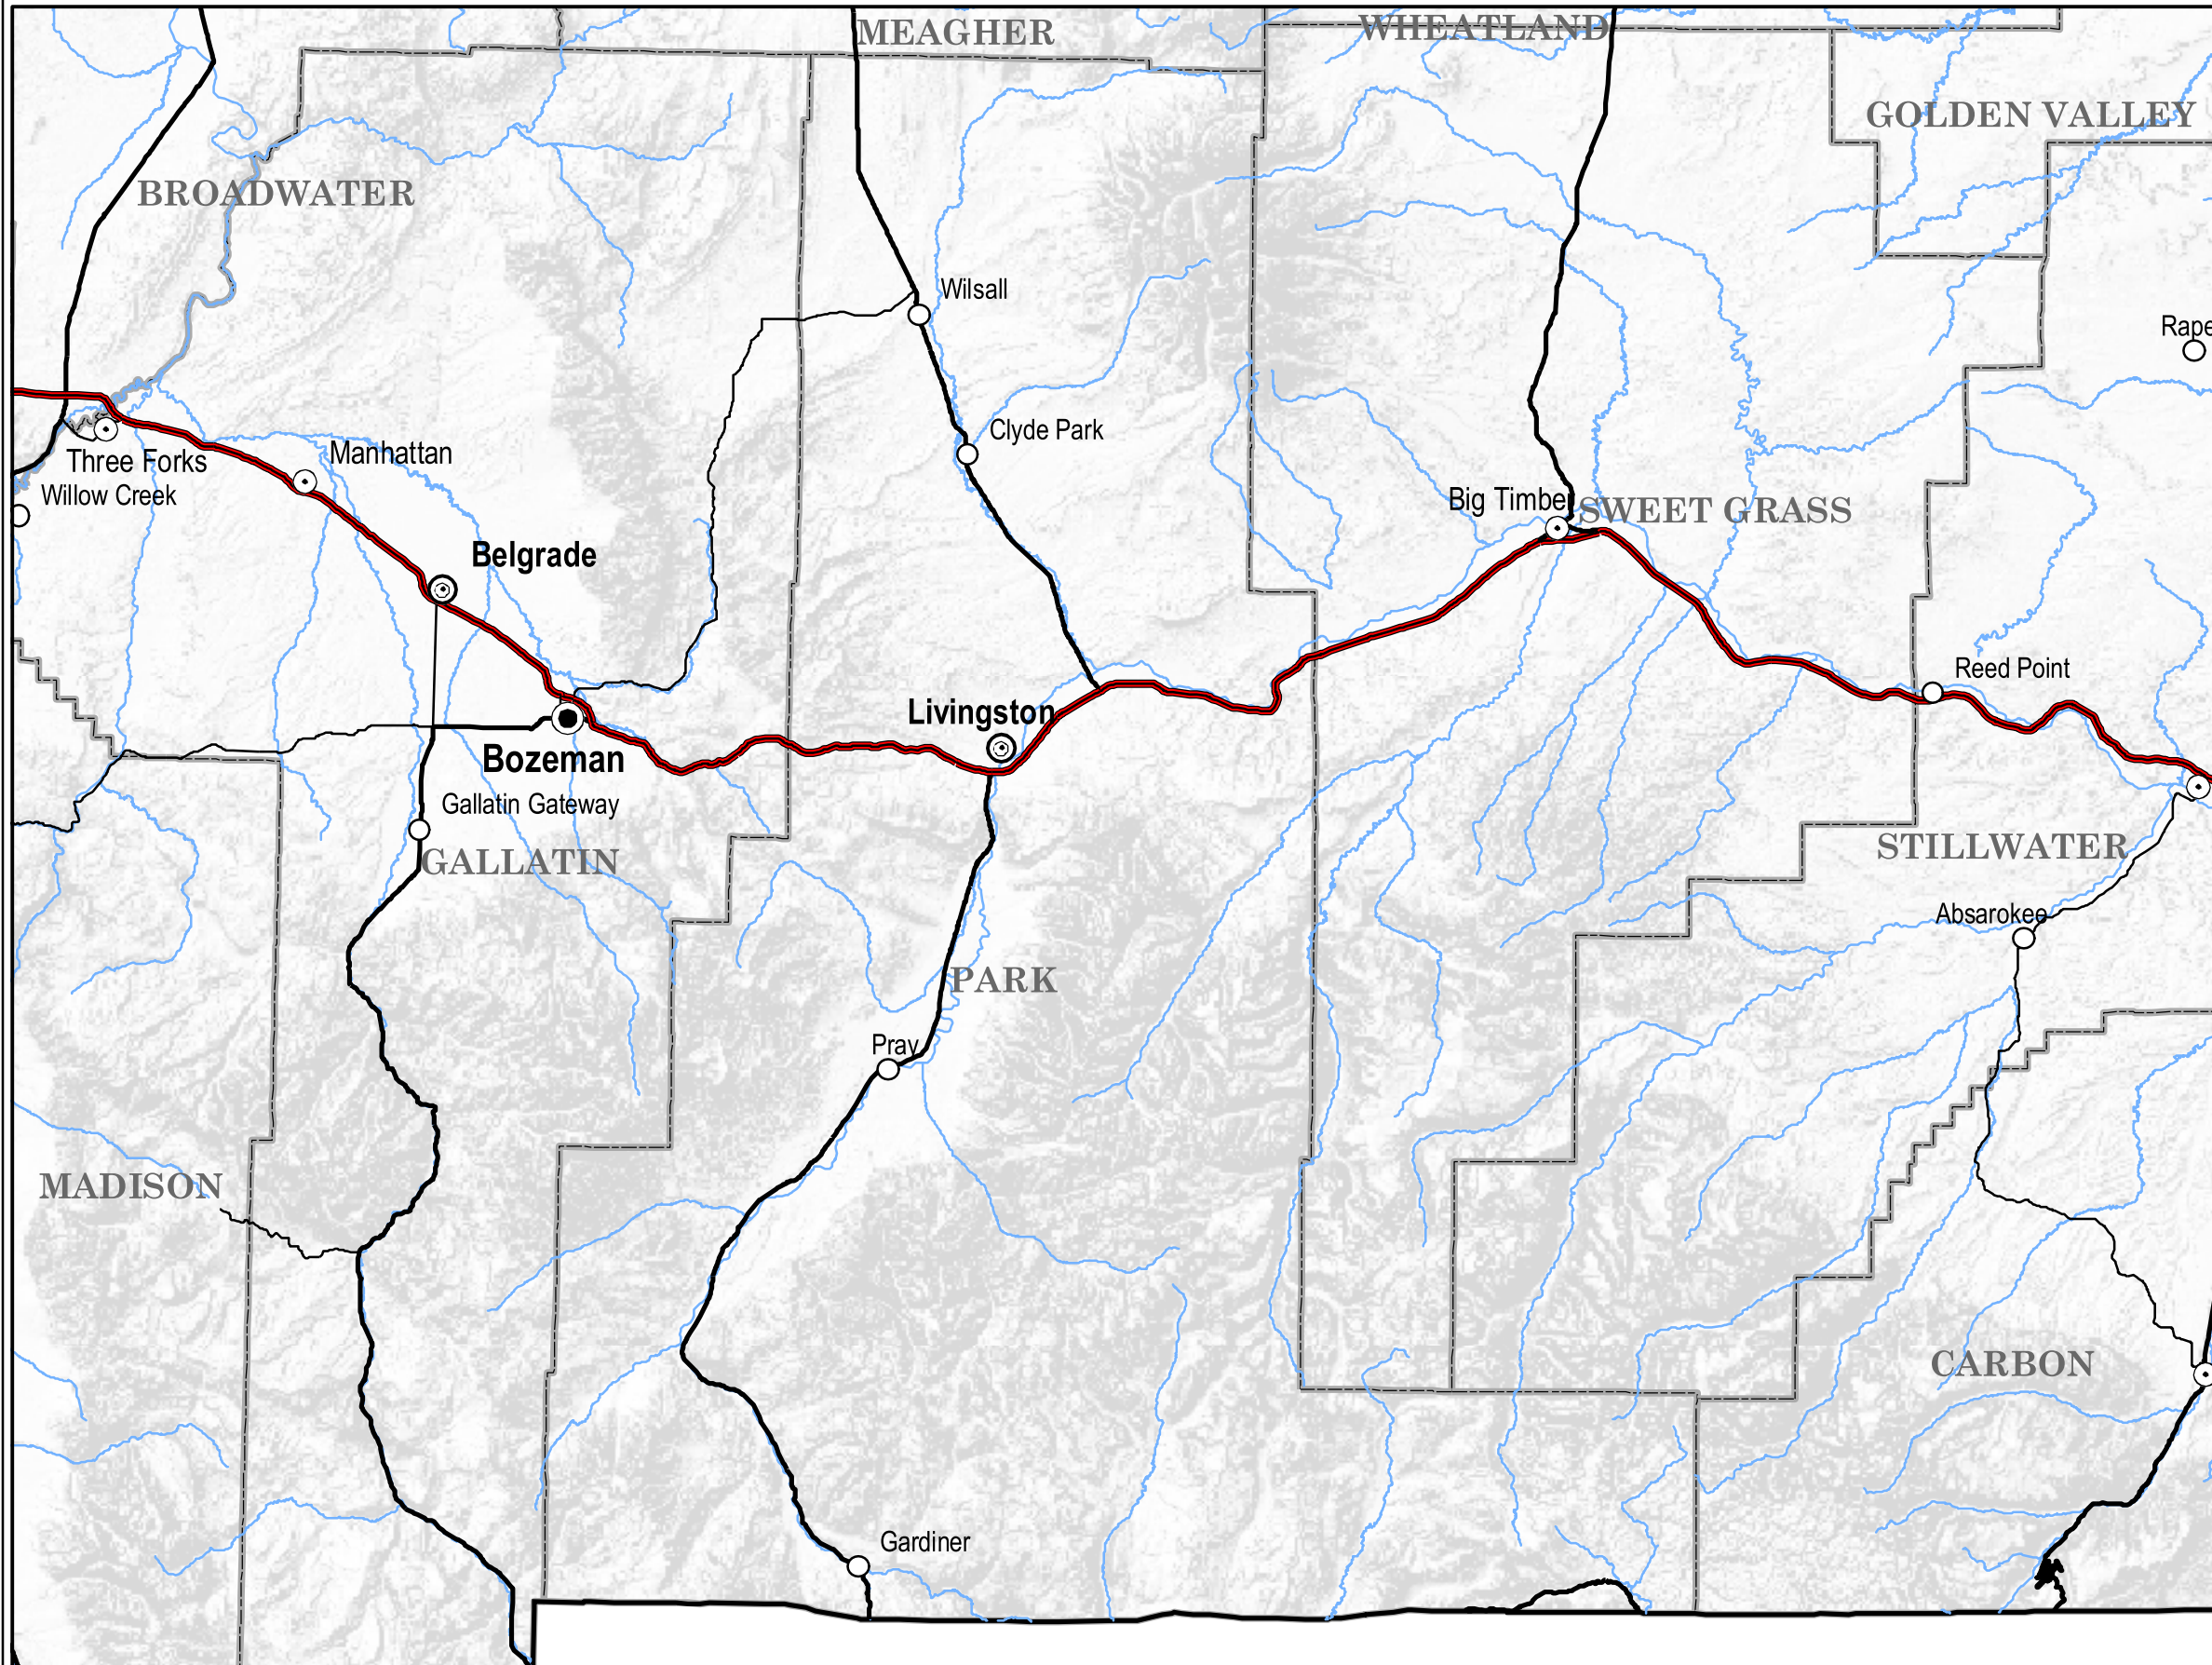 MEAGHER
WHEATLAND
GOLDEN VALLEY
BROADWATER
Wilsall
Rape
Clyde Park
Manhattan
Three Forks
Willow Creek
Big Timber
SWEET GRASS
Belgrade
Reed Point
Livingston
Bozeman
Gallatin Gateway
GALLATIN
STILLWATER
Absarokee
PARK
Pray
MADISON
CARBON
Gardiner